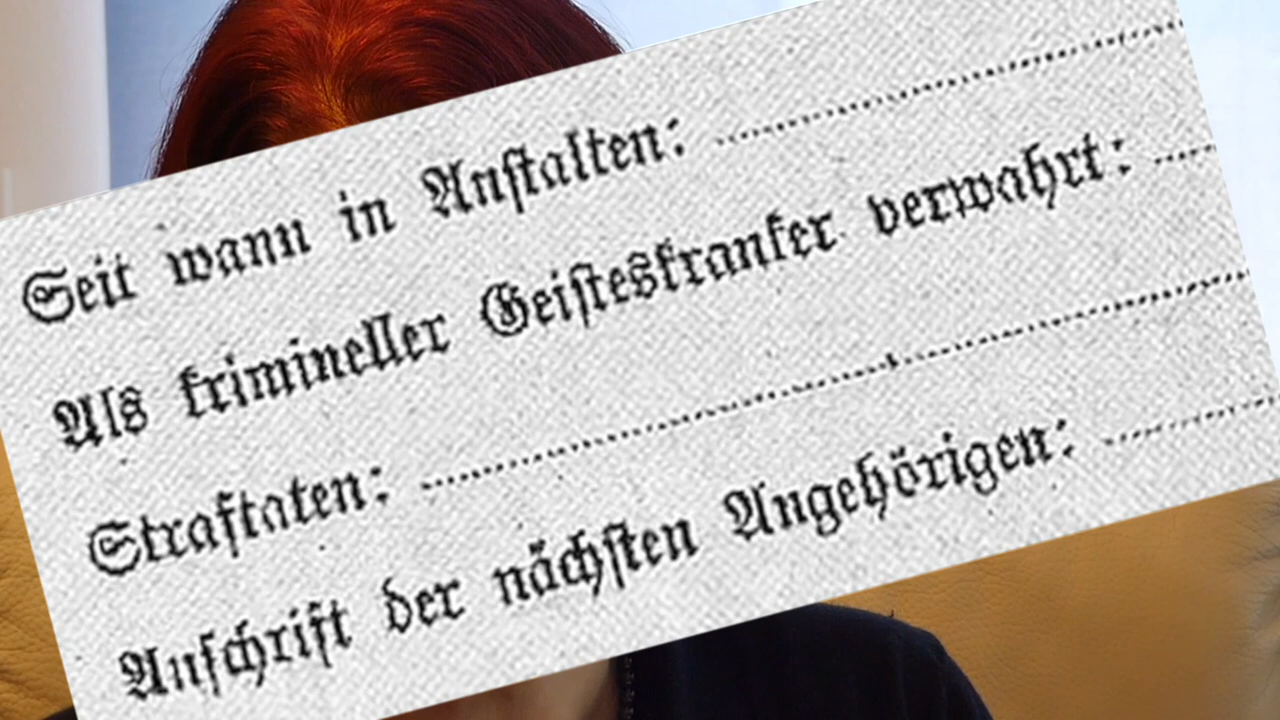 Seit wann in Anstalten:
Als krimineller Geisteskranker verwahrt:
Straftaten:
Anschrift der nächsten Angehörigen: